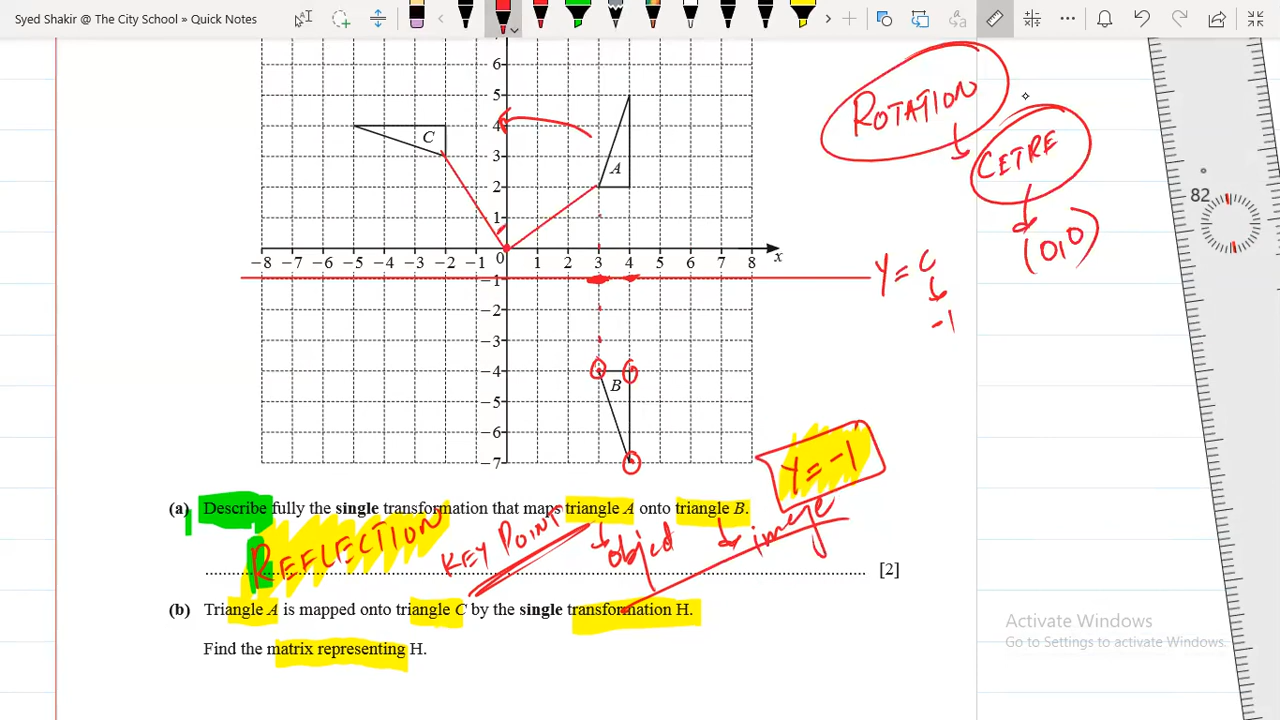 Syed Shakir @ The City School » Quick Notes
6
5
4
3
2
1
-8 -7 -6 -5 -4 -3 -2 -1 0 1 2 3 4 5 6 7 8 x
-1
-2
-3
-4
-5
-6
-7
C
A
B
ROTATION
CETRE
(0,0)
82
Y = C
-1
Y = -1
(a) Describe fully the single transformation that maps triangle A onto triangle B.
REFLECTION KEY POINT object image
[2]
(b) Triangle A is mapped onto triangle C by the single transformation H.
Find the matrix representing H.
Activate Windows
Go to Settings to activate Windows.